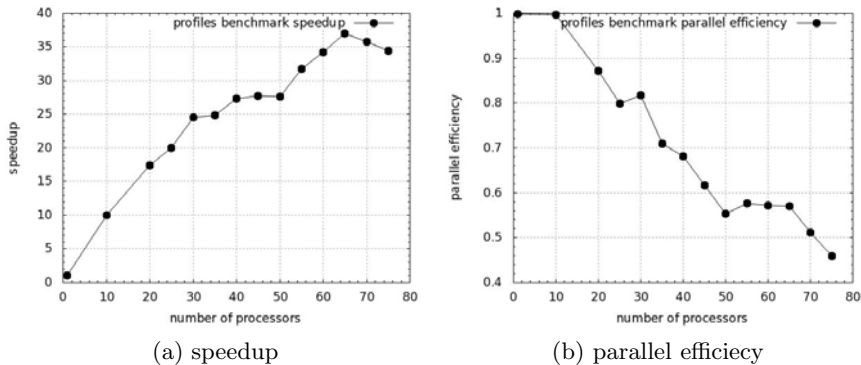 profiles benchmark speedup
40
35
30
25
20
15
10
5
0
speedup
0 10 20 30 40 50 60 70 80
number of processors
(a) speedup
profiles benchmark parallel efficiency
1
0.9
0.8
0.7
0.6
0.5
0.4
parallel efficiency
0 10 20 30 40 50 60 70 80
number of processors
(b) parallel efficiecy